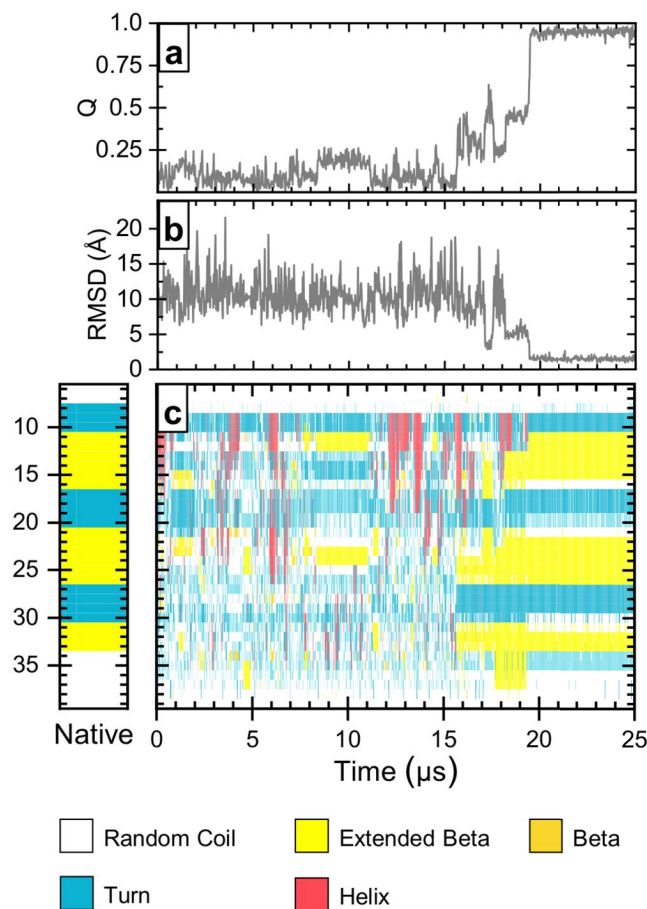 a
1.0
0.75
0.5
0.25
Q
b
20
15
10
5
0
RMSD (Å)
c
10
15
20
25
30
35
Native
0 5 10 15 20 25
Time (μs)
Random Coil Extended Beta Beta
Turn Helix